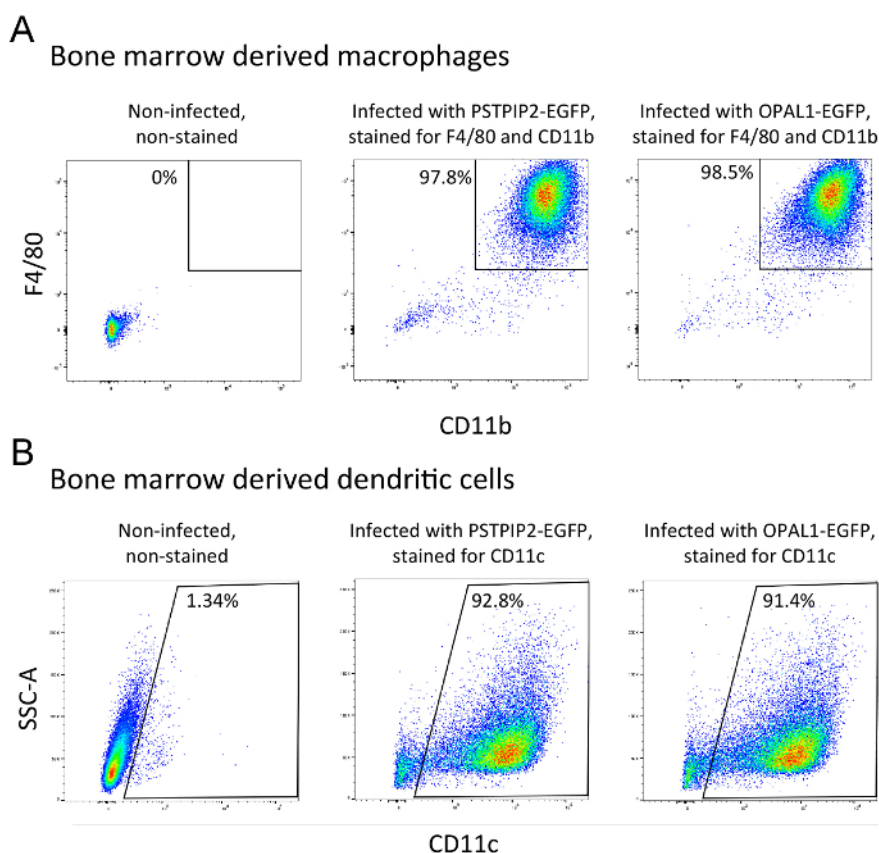 A
Bone marrow derived macrophages
Non-infected,
non-stained
Infected with PSTPIP2-EGFP,
stained for F4/80 and CD11b
Infected with OPAL1-EGFP,
stained for F4/80 and CD11b
0%
97.8%
98.5%
F4/80
CD11b
B
Bone marrow derived dendritic cells
Non-infected,
non-stained
Infected with PSTPIP2-EGFP,
stained for CD11c
Infected with OPAL1-EGFP,
stained for CD11c
1.34%
92.8%
91.4%
SSC-A
CD11c